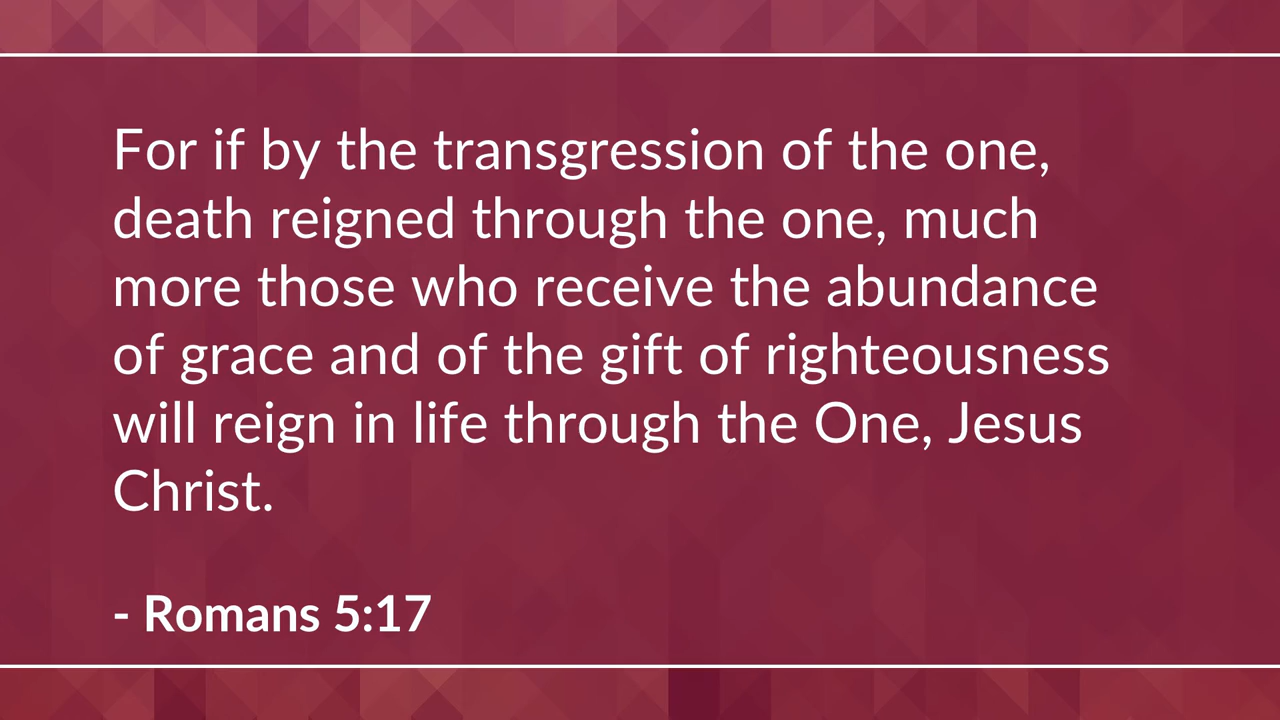 For if by the transgression of the one,
death reigned through the one, much
more those who receive the abundance
of grace and of the gift of righteousness
will reign in life through the One, Jesus
Christ.
- Romans 5:17